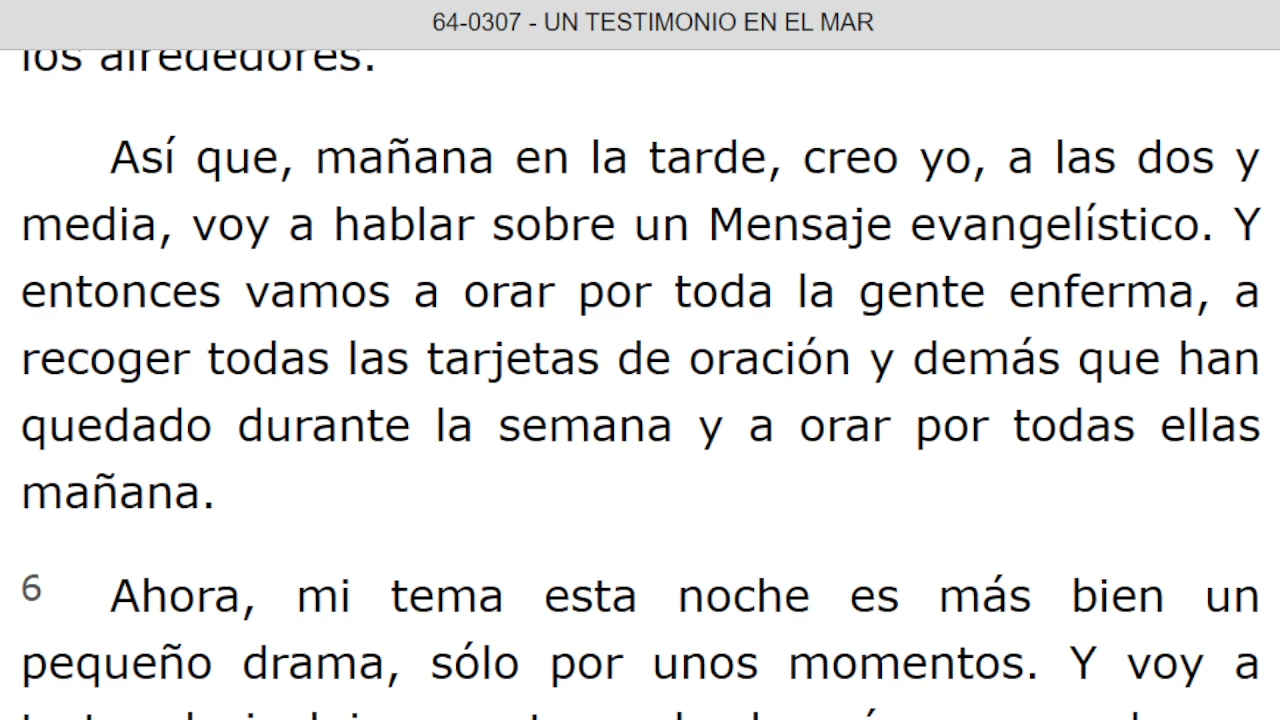 64-0307 - UN TESTIMONIO EN EL MAR
los alrededores.
Así que, mañana en la tarde, creo yo, a las dos y
media, voy a hablar sobre un Mensaje evangelístico. Y
entonces vamos a orar por toda la gente enferma, a
recoger todas las tarjetas de oración y demás que han
quedado durante la semana y a orar por todas ellas
mañana.
6 Ahora, mi tema esta noche es más bien un
pequeño drama, sólo por unos momentos. Y voy a